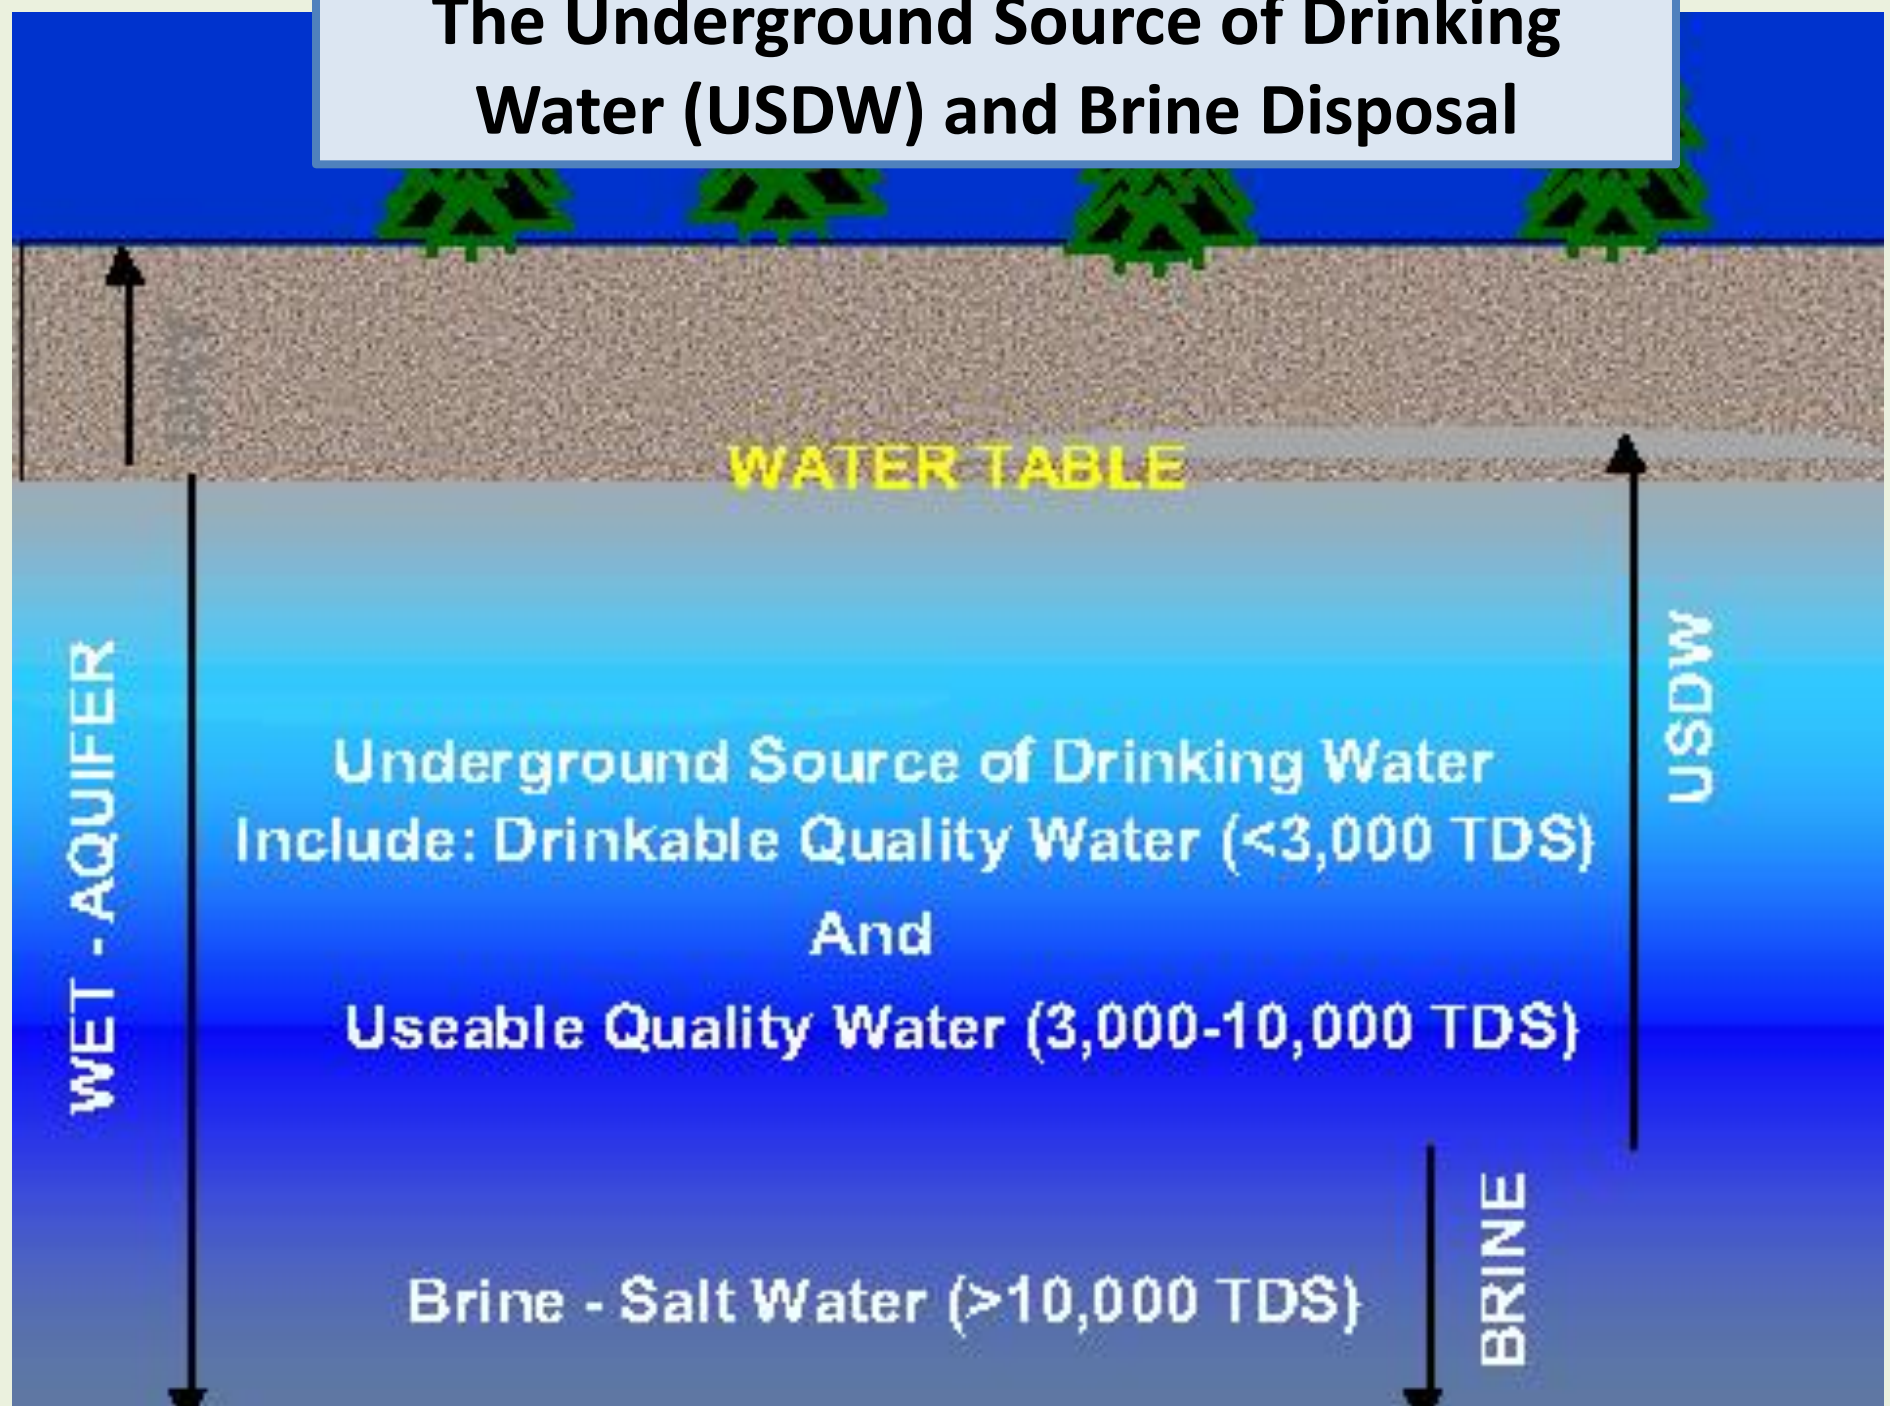 The Underground Source of Drinking
Water (USDW) and Brine Disposal
WATER TABLE
WET - AQUIFER
USDW
Underground Source of Drinking Water
Include: Drinkable Quality Water (<3,000 TDS)
And
Useable Quality Water (3,000-10,000 TDS)
BRINE
Brine - Salt Water (>10,000 TDS)